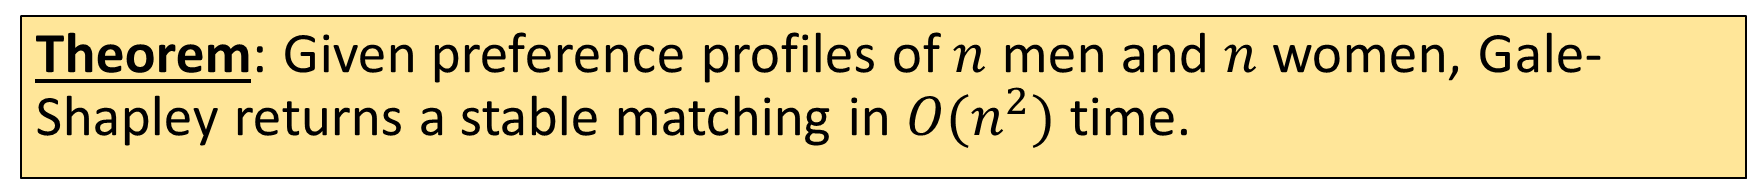 Theorem: Given preference profiles of n men and n women, Gale-
Shapley returns a stable matching in O(n²) time.